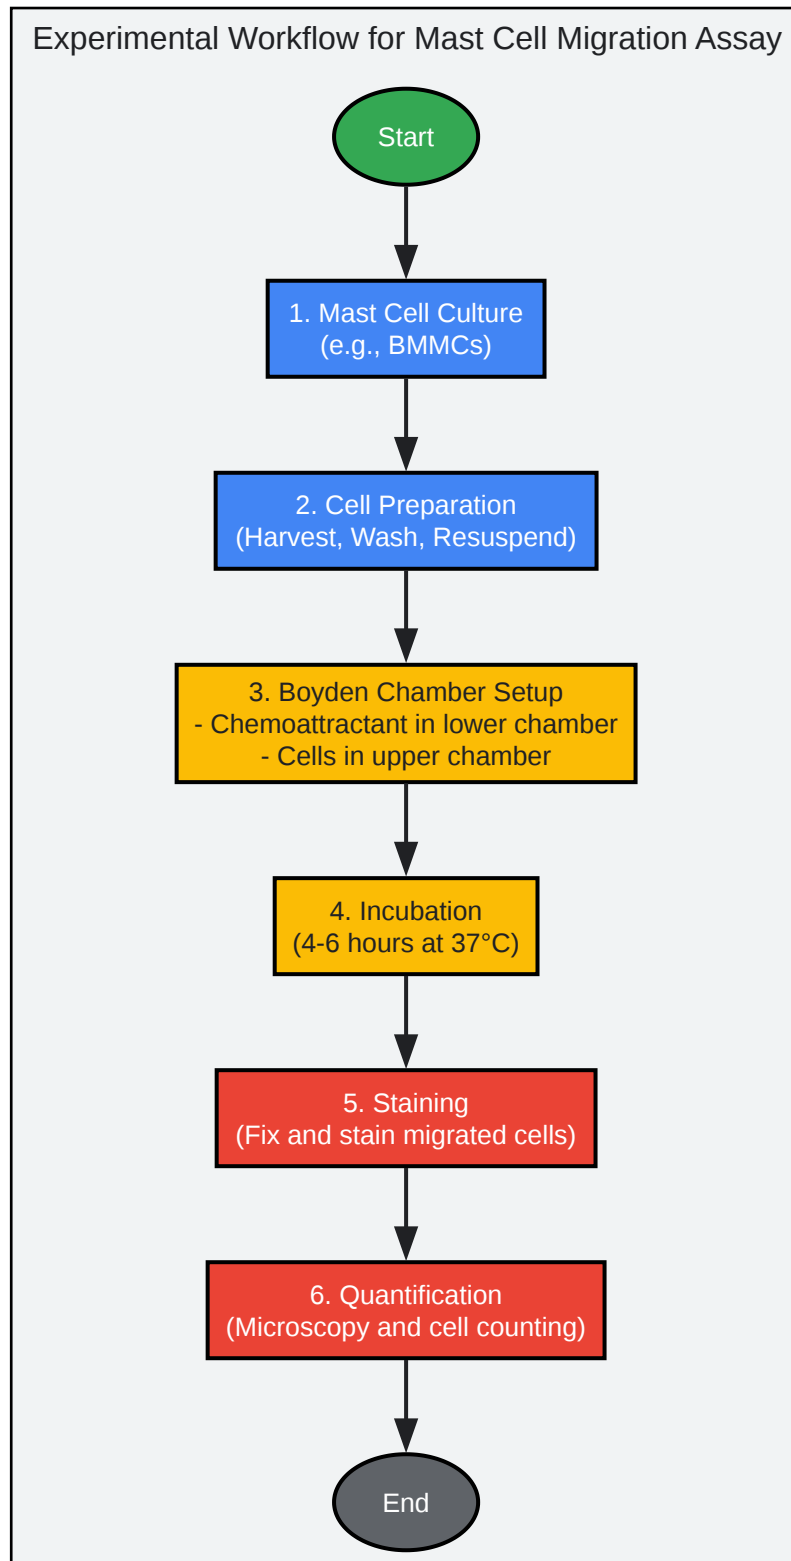 Experimental Workflow for Mast Cell Migration Assay
Start
1. Mast Cell Culture
(e.g., BMMCs)
2. Cell Preparation
(Harvest, Wash, Resuspend)
3. Boyden Chamber Setup
- Chemoattractant in lower chamber
- Cells in upper chamber
4. Incubation
(4-6 hours at 37°C)
5. Staining
(Fix and stain migrated cells)
6. Quantification
(Microscopy and cell counting)
End